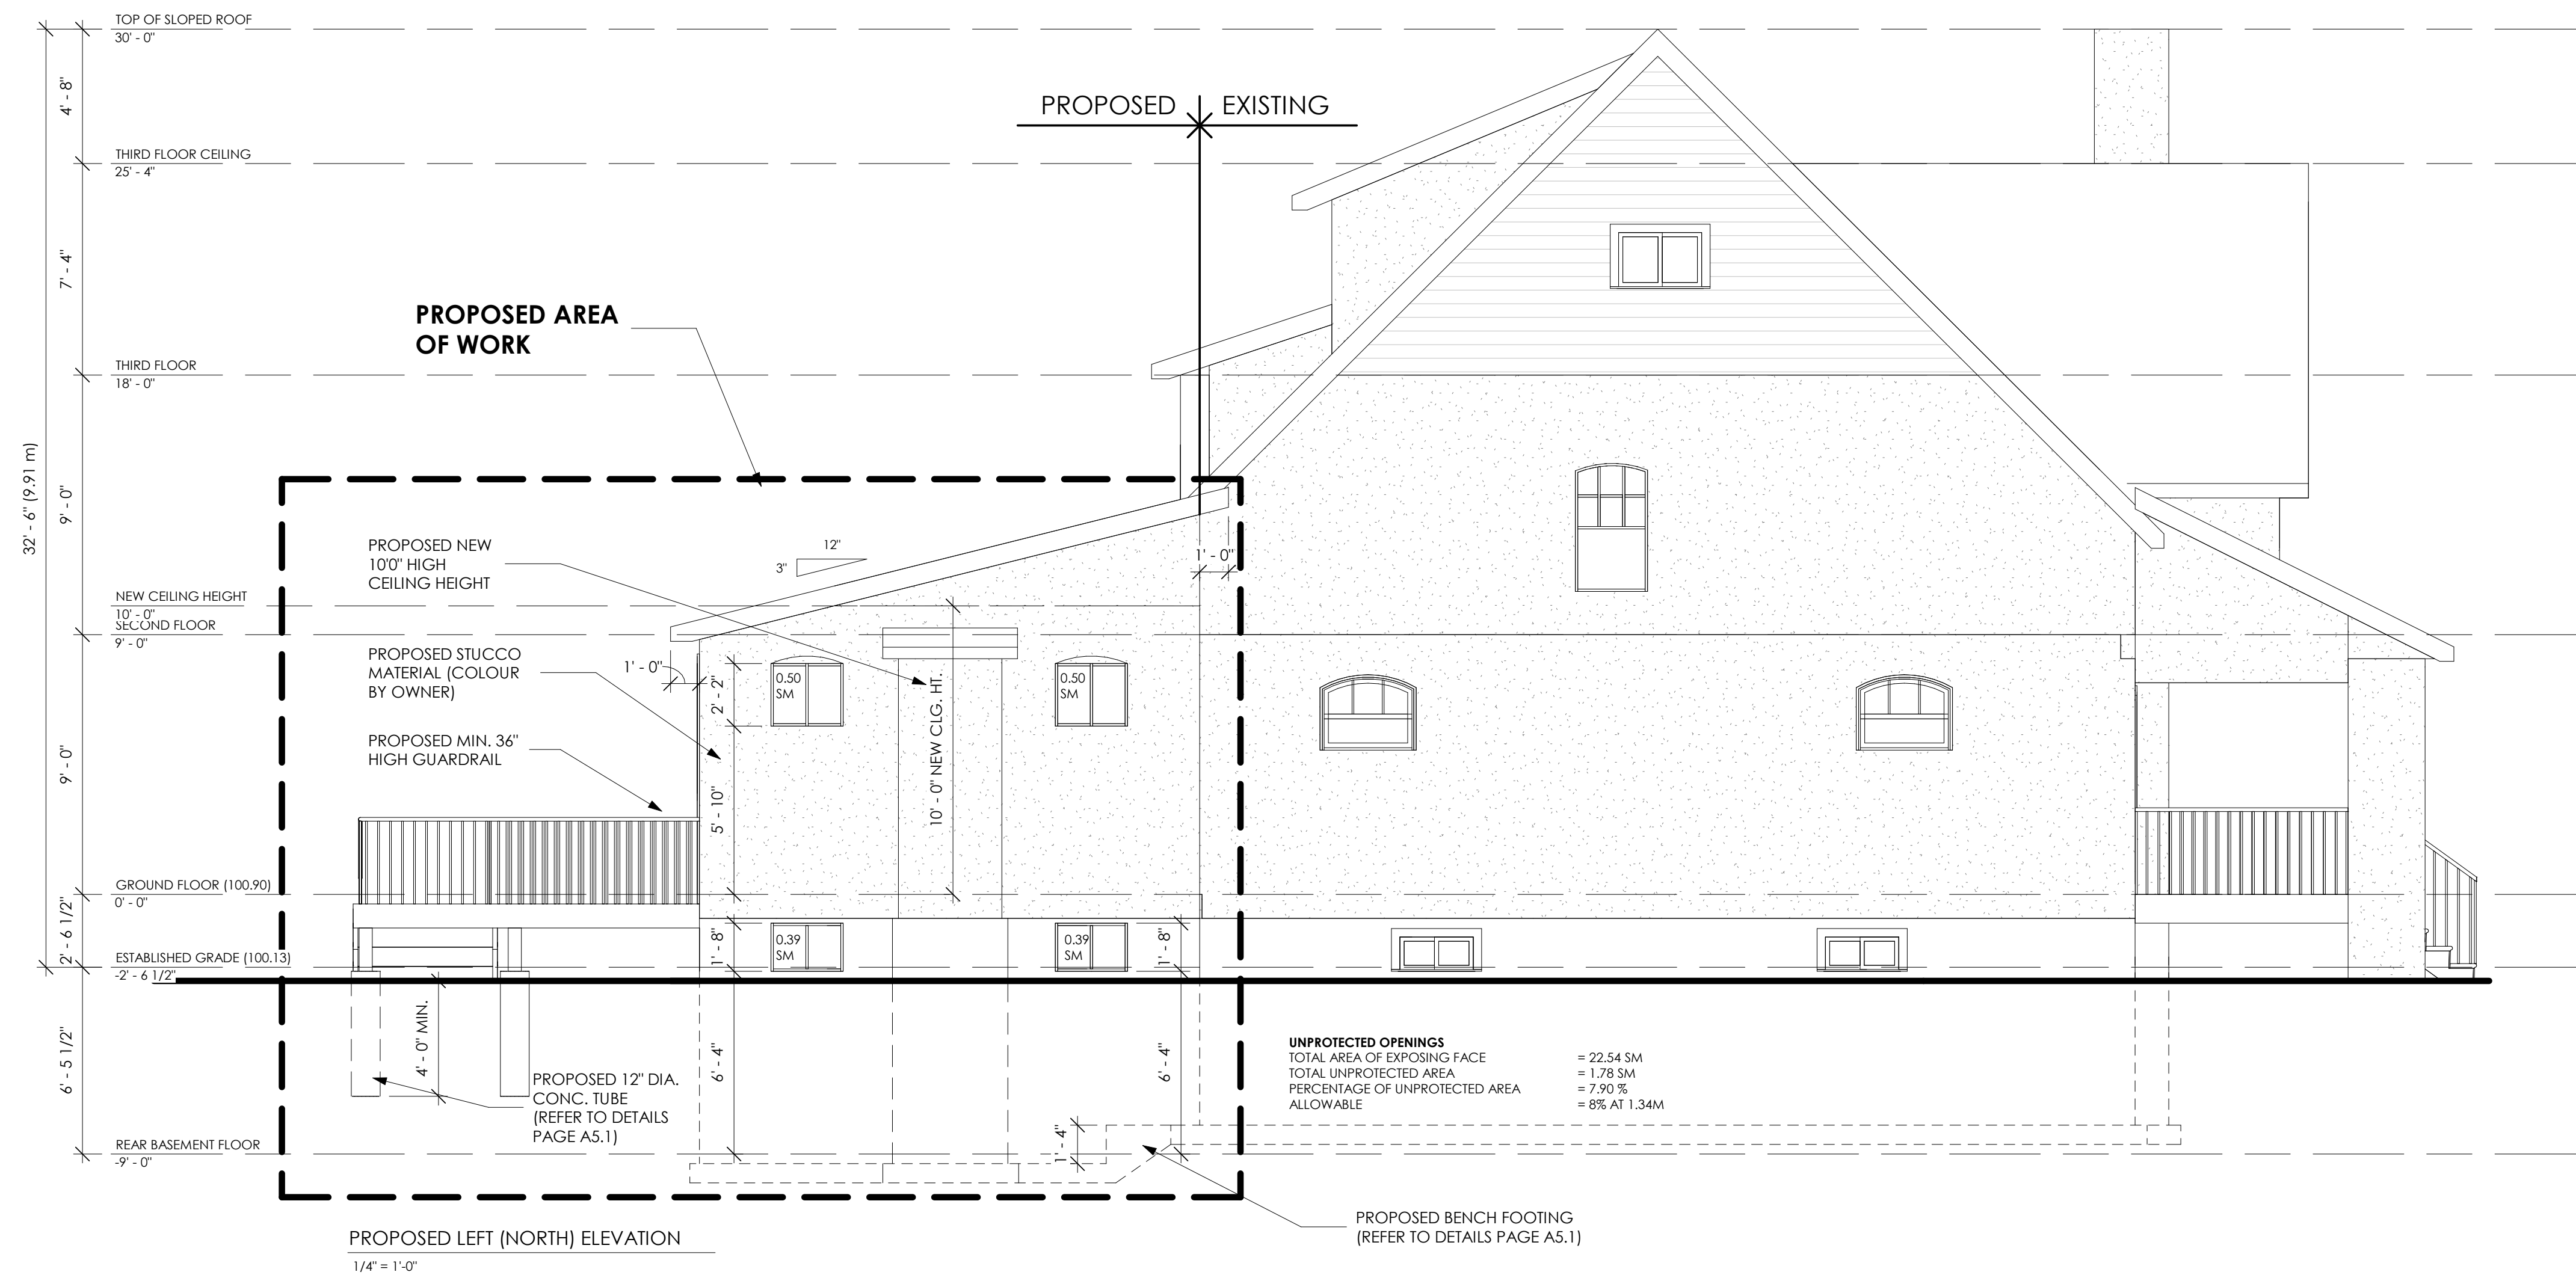 TOP OF SLOPED ROOF
30' - 0"
4' - 8"
PROPOSED
EXISTING
THIRD FLOOR CEILING
25' - 4"
7' - 4"
PROPOSED AREA
OF WORK
THIRD FLOOR
18' - 0"
32' - 6" (9.91 m)
9' - 0"
PROPOSED NEW
10'0" HIGH
CEILING HEIGHT
12"
3"
1' - 0"
NEW CEILING HEIGHT
10' - 0"
SECOND FLOOR
9' - 0"
PROPOSED STUCCO
MATERIAL (COLOUR
BY OWNER)
1' - 0"
2' - 2"
0.50
SM
0.50
SM
10' - 0" NEW CLG. HT.
PROPOSED MIN. 36"
HIGH GUARDRAIL
9' - 0"
5' - 10"
GROUND FLOOR (100.90)
0' - 0"
2' - 6 1/2"
1' - 8"
0.39
SM
0.39
SM
1' - 8"
ESTABLISHED GRADE (100.13)
-2' - 6 1/2"
4' - 0" MIN.
6' - 5 1/2"
6' - 4"
6' - 4"
PROPOSED 12" DIA.
CONC. TUBE
(REFER TO DETAILS
PAGE A5.1)
UNPROTECTED OPENINGS
TOTAL AREA OF EXPOSING FACE = 22.54 SM
TOTAL UNPROTECTED AREA = 1.78 SM
PERCENTAGE OF UNPROTECTED AREA = 7.90 %
ALLOWABLE = 8% AT 1.34M
1' - 4"
REAR BASEMENT FLOOR
-9' - 0"
PROPOSED BENCH FOOTING
(REFER TO DETAILS PAGE A5.1)
PROPOSED LEFT (NORTH) ELEVATION
1/4" = 1'-0"